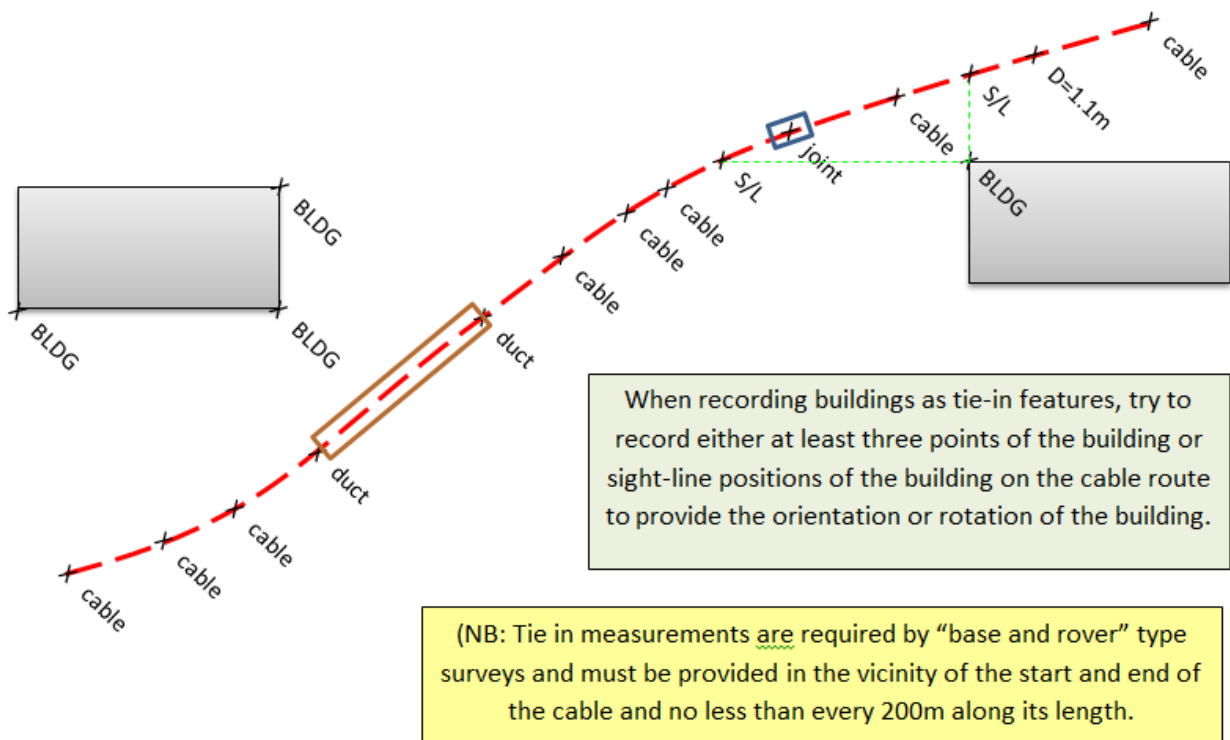 cable
D=1.1m
S/L
cable
joint
S/L
BLDG
cable
cable
cable
BLDG
BLDG
BLDG
duct
duct
cable
cable
cable
When recording buildings as tie-in features, try to
record either at least three points of the building or
sight-line positions of the building on the cable route
to provide the orientation or rotation of the building.
(NB: Tie in measurements are required by “base and rover” type
surveys and must be provided in the vicinity of the start and end of
the cable and no less than every 200m along its length.